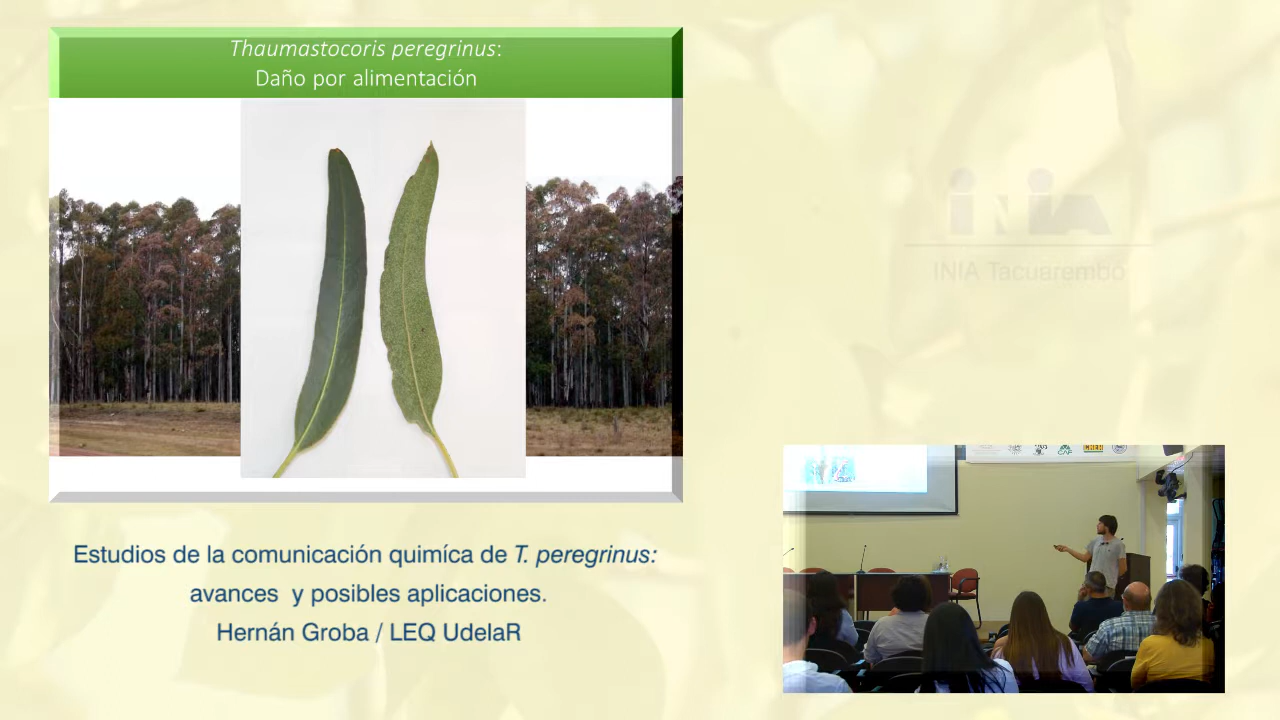 Thaumastocoris peregrinus:
Daño por alimentación
INIA
INIA Tacuarembó
Estudios de la comunicación quimíca de T. peregrinus:
avances y posibles aplicaciones.
Hernán Groba / LEQ UdelaR